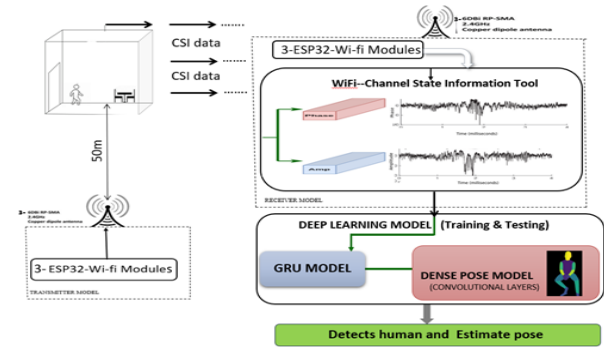 CSI data
CSI data
50m
3- 6DBi RP-SMA
2.4GHz
Copper dipole antenna
3- ESP32-Wi-fi Modules
TRANSMITTER MODEL
3- 6DBi RP-SMA
2.4GHz
Copper dipole antenna
3-ESP32-Wi-fi Modules
WiFi--Channel State Information Tool
Phase
Time (milliseconds)
Amp
Amplitude
Time (milliseconds)
RECEIVER MODEL
DEEP LEARNING MODEL (Training & Testing)
GRU MODEL
DENSE POSE MODEL
(CONVOLUTIONAL LAYERS)
Detects human and Estimate pose